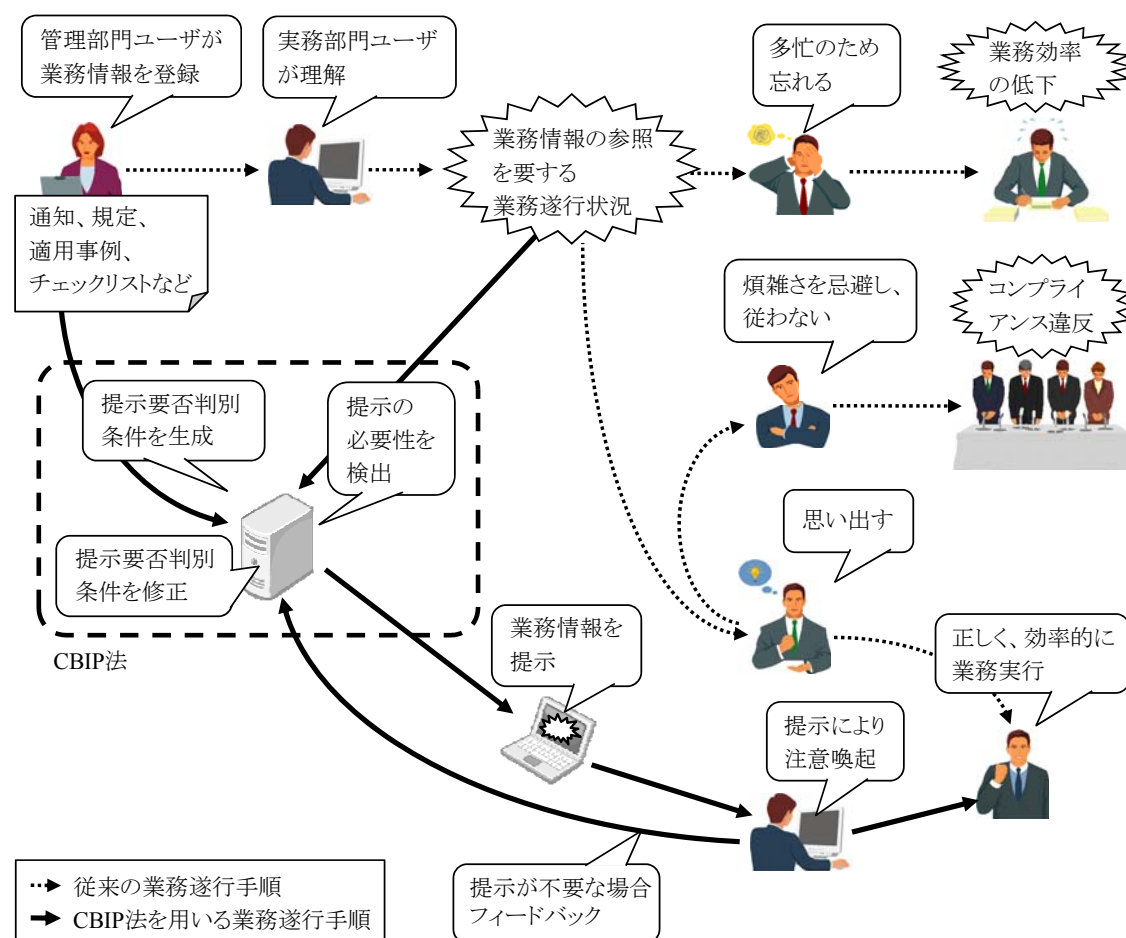 管理部門ユーザが
業務情報を登録
実務部門ユーザ
が理解
多忙のため
忘れる
業務効率
の低下
業務情報の参照
を要する
業務遂行状況
通知、規定、
適用事例、
チェックリストなど
煩雑さを忌避し、
従わない
コンプライ
アンス違反
提示要否判別
条件を生成
提示の
必要性を
検出
思い出す
提示要否判別
条件を修正
CBIP法
業務情報を
提示
正しく、効率的に
業務実行
提示により
注意喚起
提示が不要な場合
フィードバック
従来の業務遂行手順
CBIP法を用いる業務遂行手順